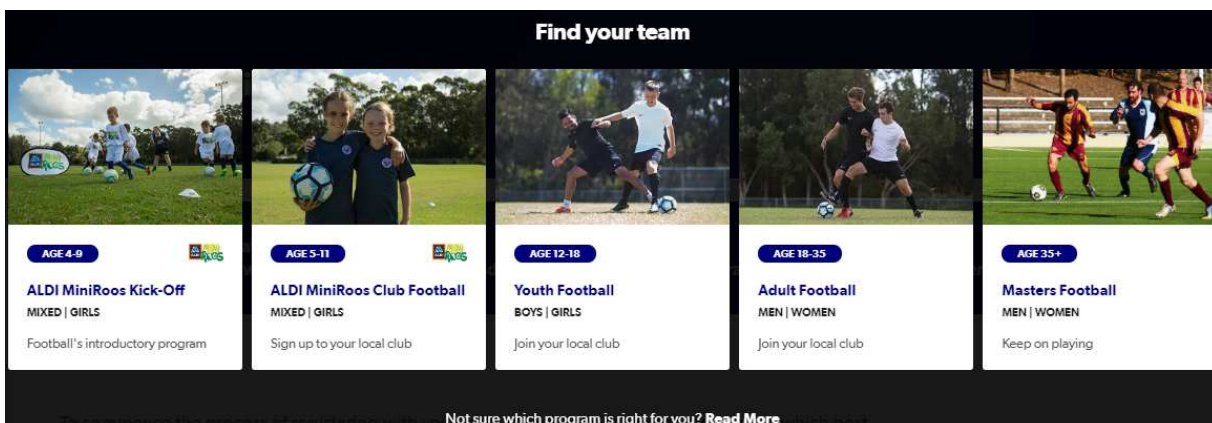 Find your team
AGE 4-9
ALDI MiniRoos Kick-Off
MIXED | GIRLS
Football's introductory program
AGE 5-11
ALDI MiniRoos Club Football
MIXED | GIRLS
Sign up to your local club
AGE 12-18
Youth Football
BOYS | GIRLS
Join your local club
AGE 18-35
Adult Football
MEN | WOMEN
Join your local club
AGE 35+
Masters Football
MEN | WOMEN
Keep on playing
Not sure which program is right for you? Read More